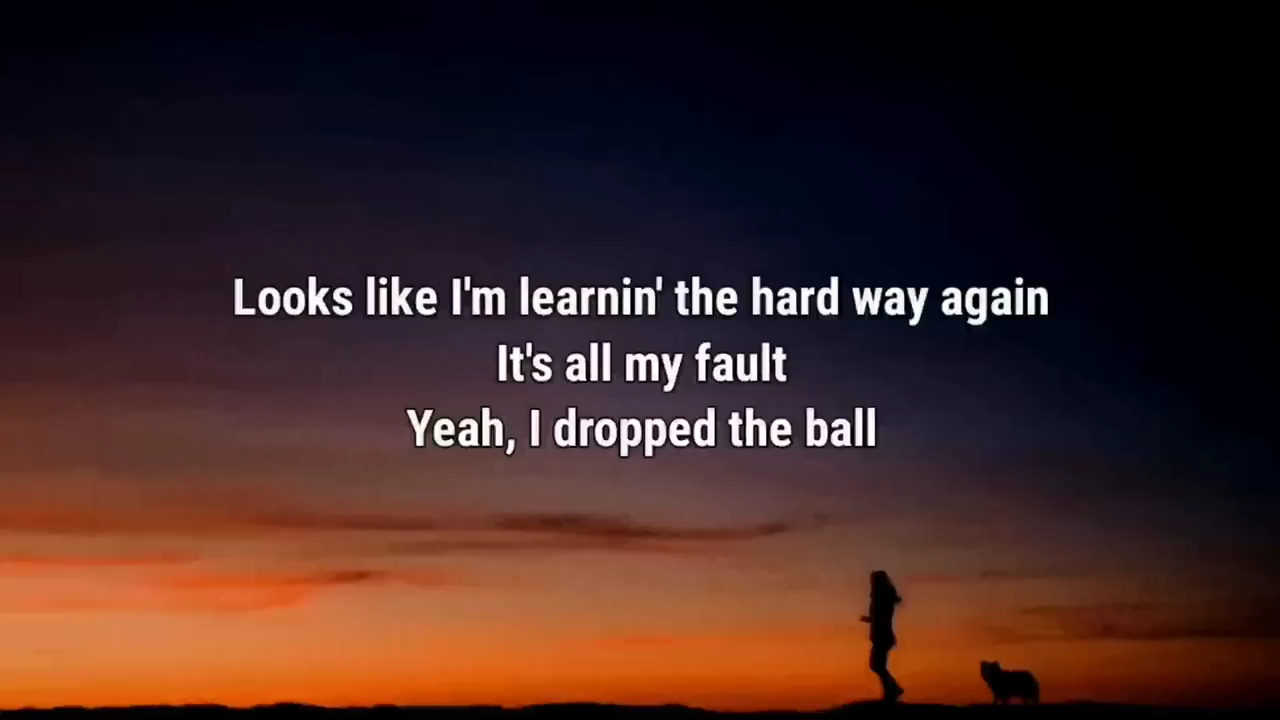 Looks like I'm learnin' the hard way again
It's all my fault
Yeah, I dropped the ball